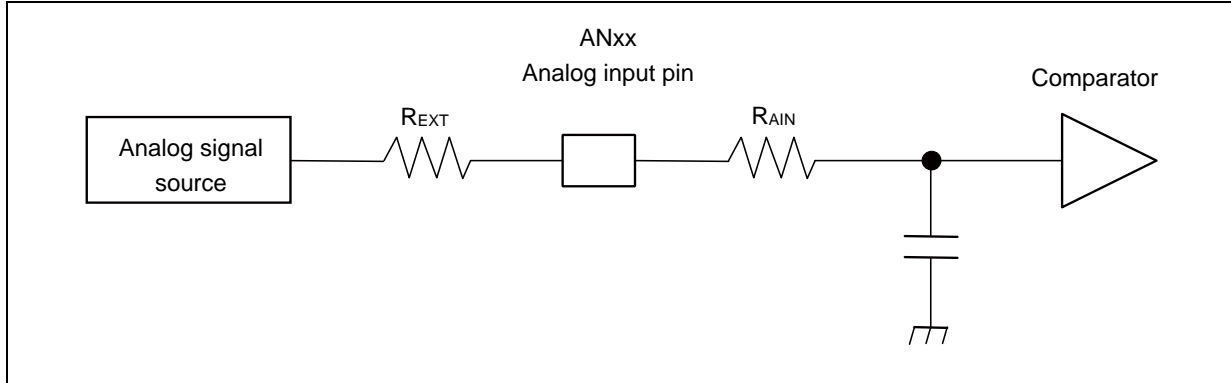 ANxx
Analog input pin
Comparator
REXT
RAIN
Analog signal
source